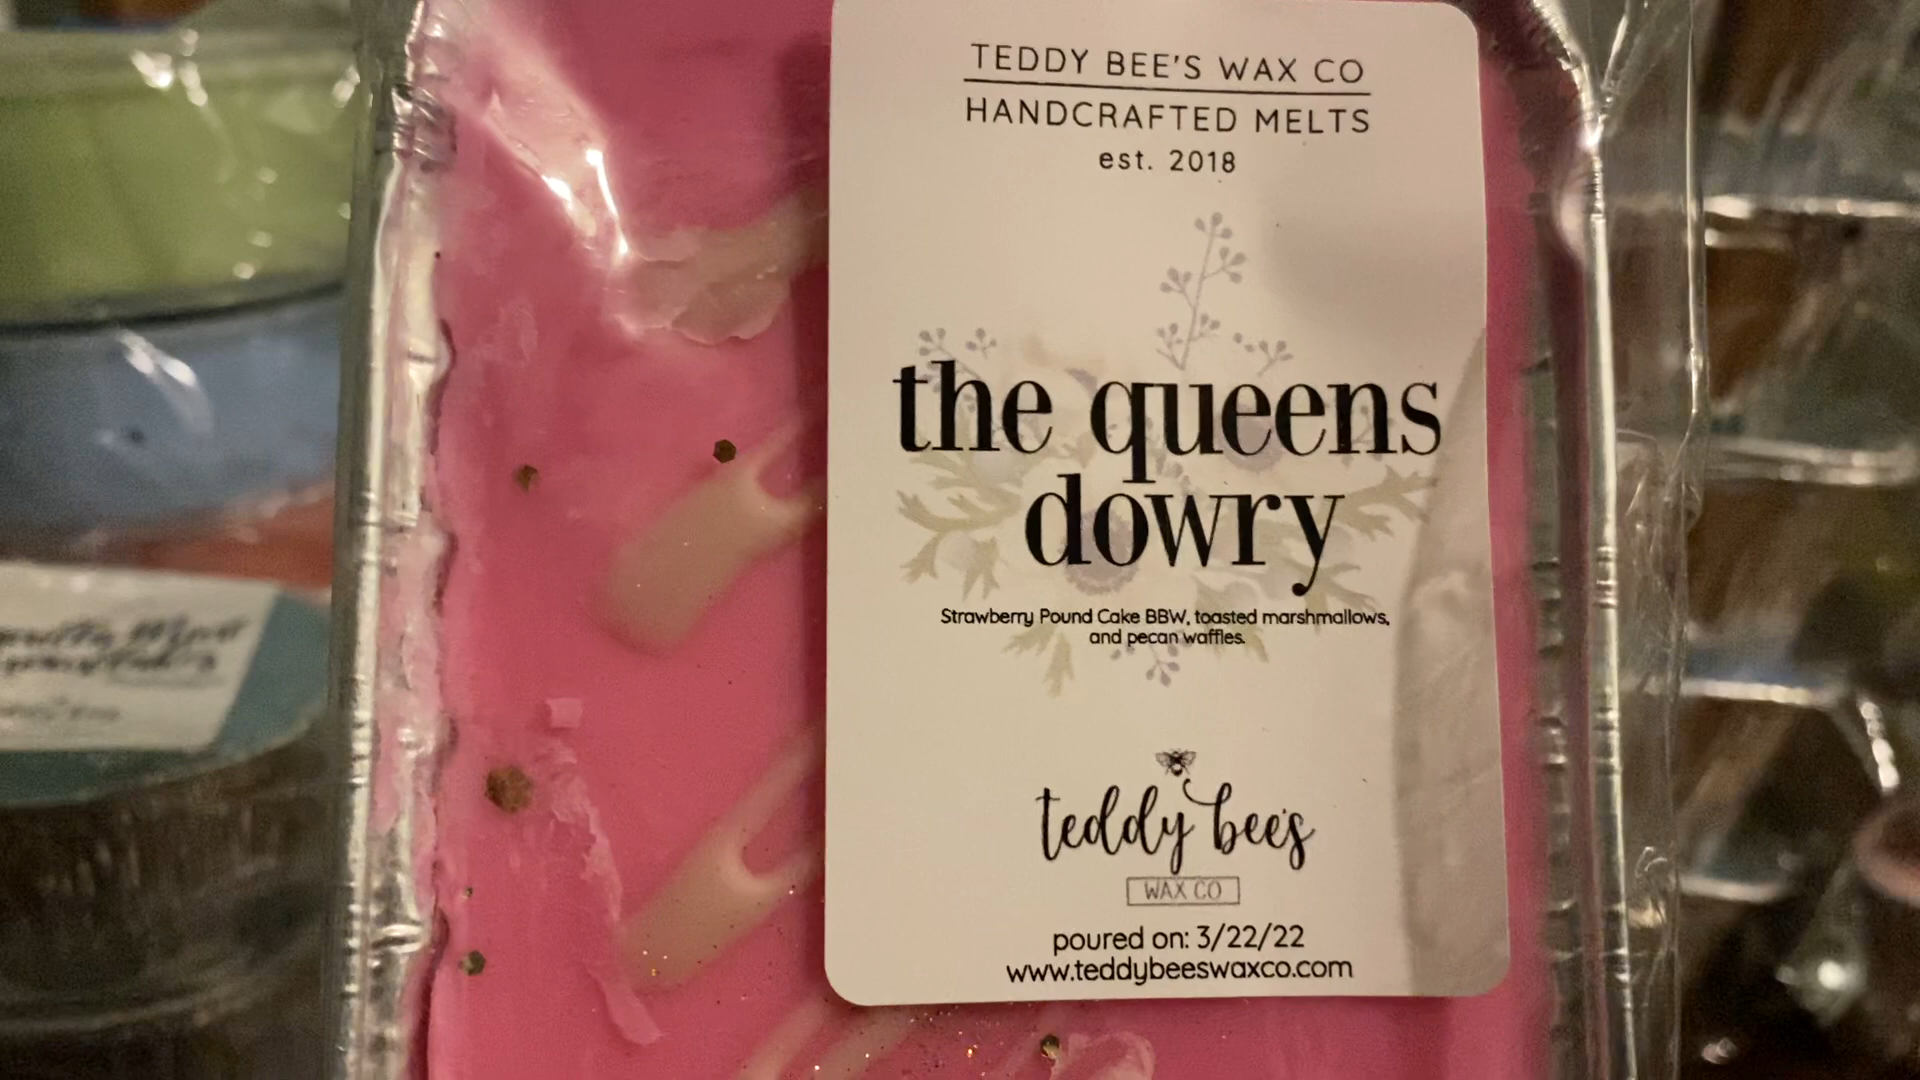 TEDDY BEE'S WAX CO
HANDCRAFTED MELTS
est. 2018
the queens
dowry
Strawberry Pound Cake BBW, toasted marshmallows,
and pecan waffles.
teddy bee's
WAX CO
poured on: 3/22/22
www.teddybeeswaxco.com